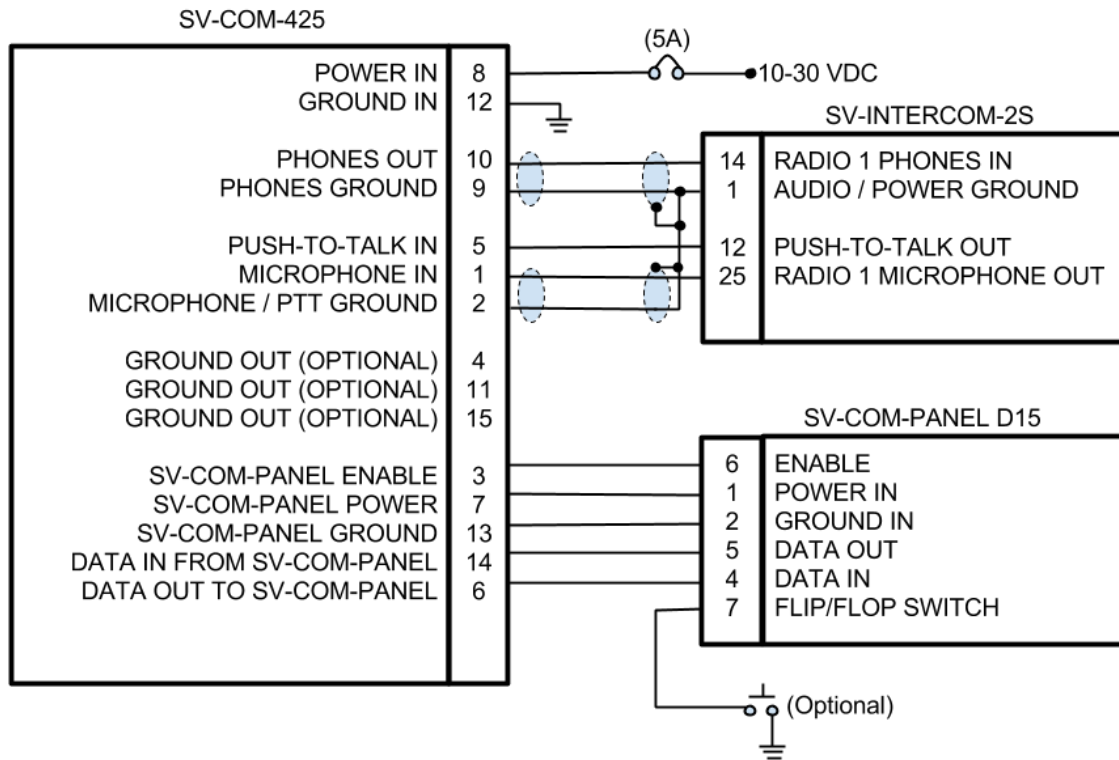 SV-COM-425
(5A)
POWER IN 8
10-30 VDC
GROUND IN 12
SV-INTERCOM-2S
PHONES OUT 10
14 RADIO 1 PHONES IN
PHONES GROUND 9
1 AUDIO / POWER GROUND
PUSH-TO-TALK IN 5
12 PUSH-TO-TALK OUT
MICROPHONE IN 1
25 RADIO 1 MICROPHONE OUT
MICROPHONE / PTT GROUND 2
GROUND OUT (OPTIONAL) 4
GROUND OUT (OPTIONAL) 11
GROUND OUT (OPTIONAL) 15
SV-COM-PANEL D15
SV-COM-PANEL ENABLE 3
6 ENABLE
SV-COM-PANEL POWER 7
1 POWER IN
SV-COM-PANEL GROUND 13
2 GROUND IN
DATA IN FROM SV-COM-PANEL 14
5 DATA OUT
DATA OUT TO SV-COM-PANEL 6
4 DATA IN
7 FLIP/FLOP SWITCH
(Optional)